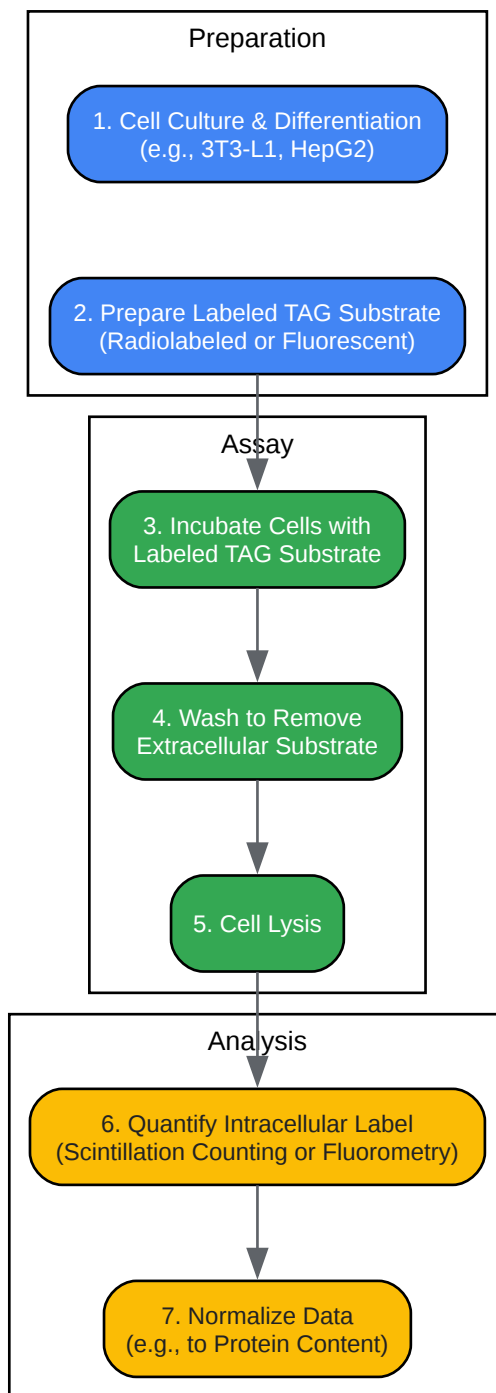 Preparation
1. Cell Culture & Differentiation
(e.g., 3T3-L1, HepG2)
2. Prepare Labeled TAG Substrate
(Radiolabeled or Fluorescent)
Assay
3. Incubate Cells with
Labeled TAG Substrate
4. Wash to Remove
Extracellular Substrate
5. Cell Lysis
Analysis
6. Quantify Intracellular Label
(Scintillation Counting or Fluorometry)
7. Normalize Data
(e.g., to Protein Content)